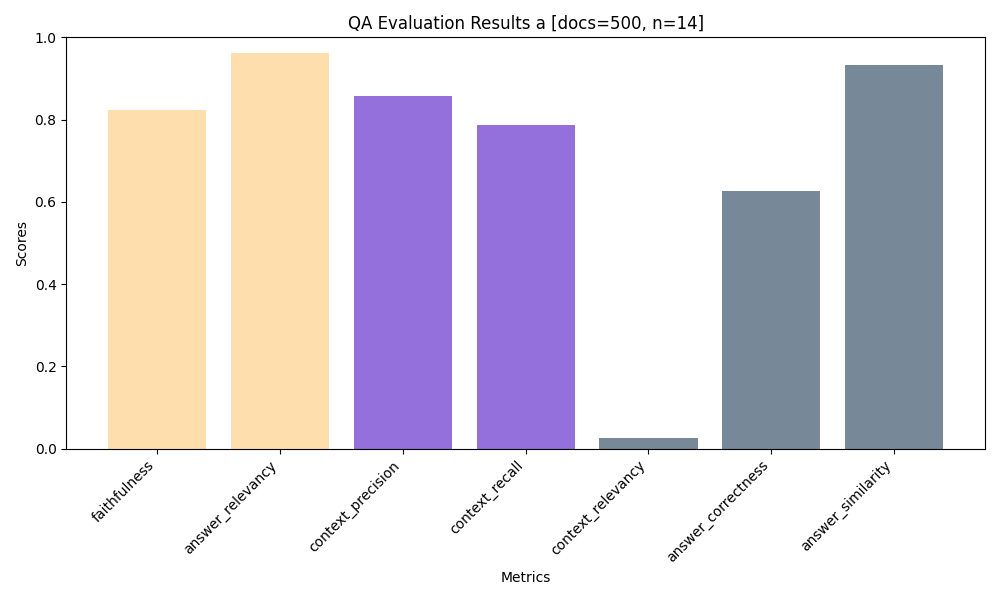 QA Evaluation Results a [docs=500, n=14]
Scores
1.0
0.8
0.6
0.4
0.2
0.0
faithfulness
answer_relevancy
context_precision
context_recall
context_relevancy
answer_correctness
answer_similarity
Metrics